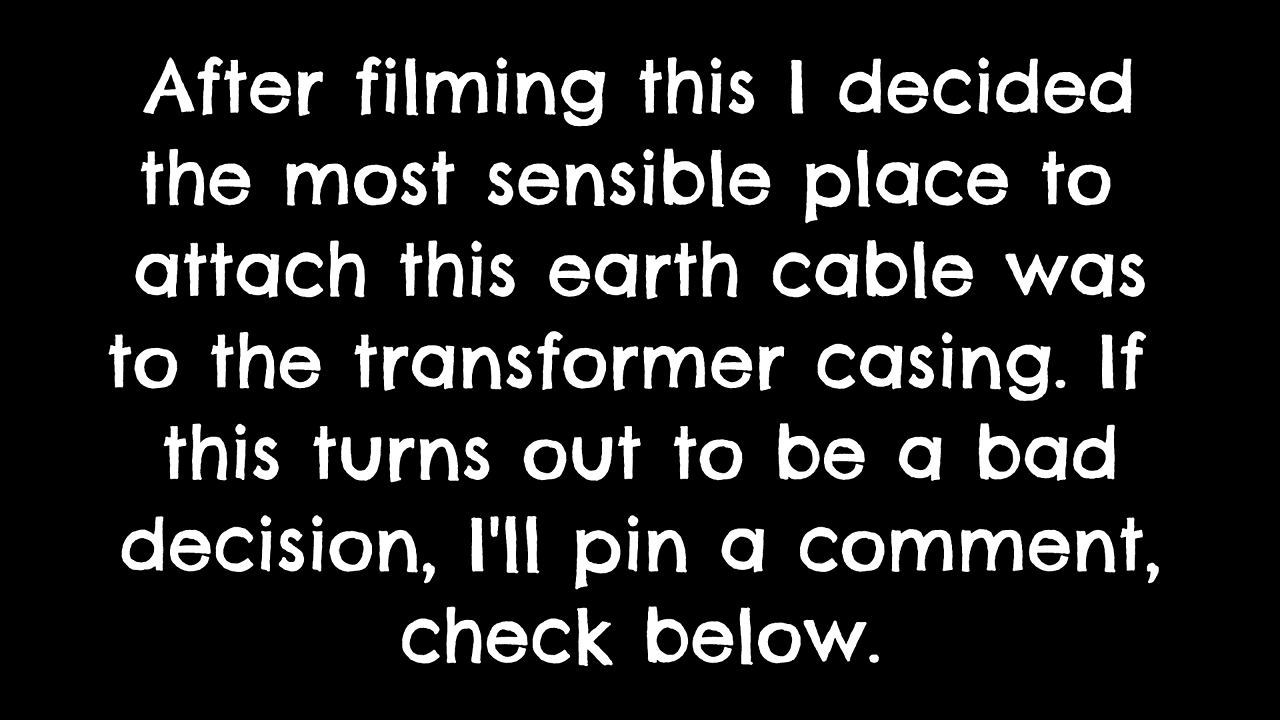 After filming this I decided
the most sensible place to
attach this earth cable was
to the transformer casing. If
this turns out to be a bad
decision, I'll pin a comment,
check below.